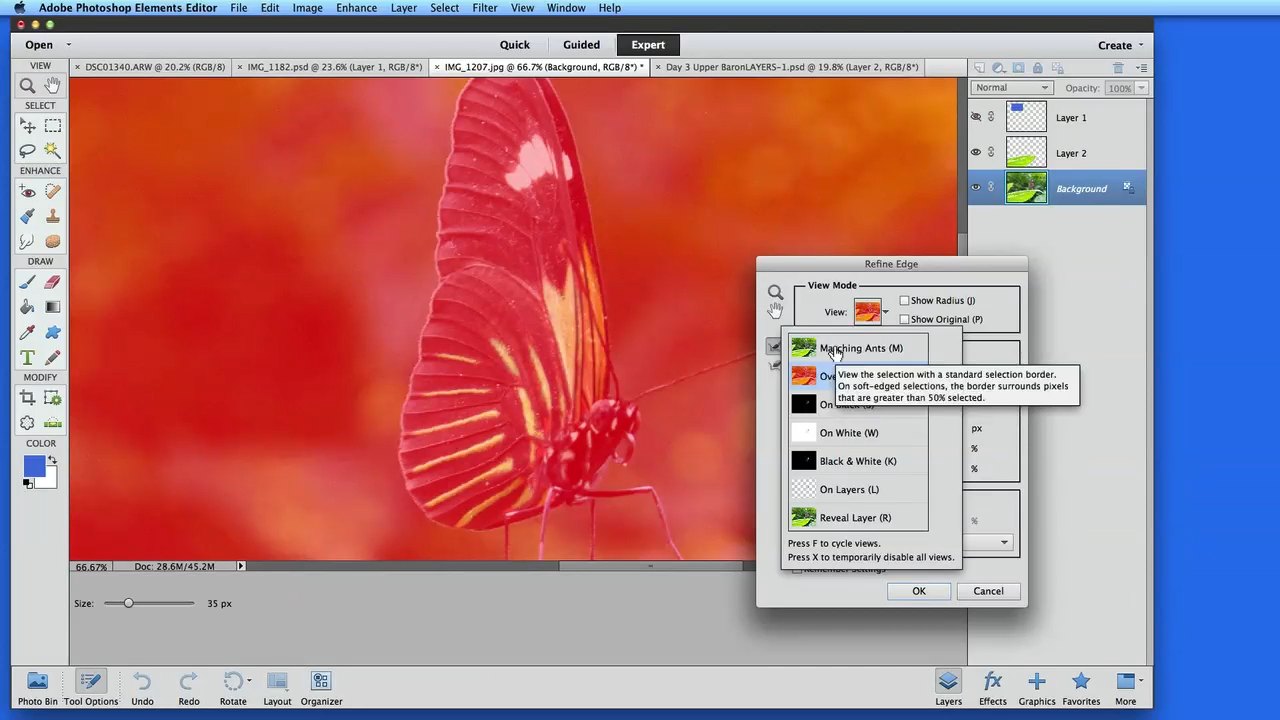 Adobe Photoshop Elements Editor File Edit Image Enhance Layer Select Filter View Window Help
Open Quick Guided Expert Create
VIEW × DSC01340.ARW @ 20.2% (RGB/8) × IMG_1182.psd @ 23.6% (Layer 1, RGB/8*) × IMG_1207.jpg @ 66.7% (Background, RGB/8*) * × Day 3 Upper BaronLAYERS-1.psd @ 19.8% (Layer 2, RGB/8*)
Normal Opacity: 100%
SELECT
Layer 1
Layer 2
ENHANCE
Background
DRAW
Refine Edge
View Mode
View: Show Radius (J)
Show Original (P)
Marching Ants (M)
View the selection with a standard selection border.
On soft-edged selections, the border surrounds pixels
that are greater than 50% selected.
MODIFY
On White (W)
px
%
Black & White (K)
%
COLOR
On Layers (L)
Reveal Layer (R)
%
Press F to cycle views.
Press X to temporarily disable all views.
66.67% Doc: 28.6M/45.2M
OK Cancel
Size: 35 px
Photo Bin Tool Options Undo Redo Rotate Layout Organizer Layers Effects Graphics Favorites More